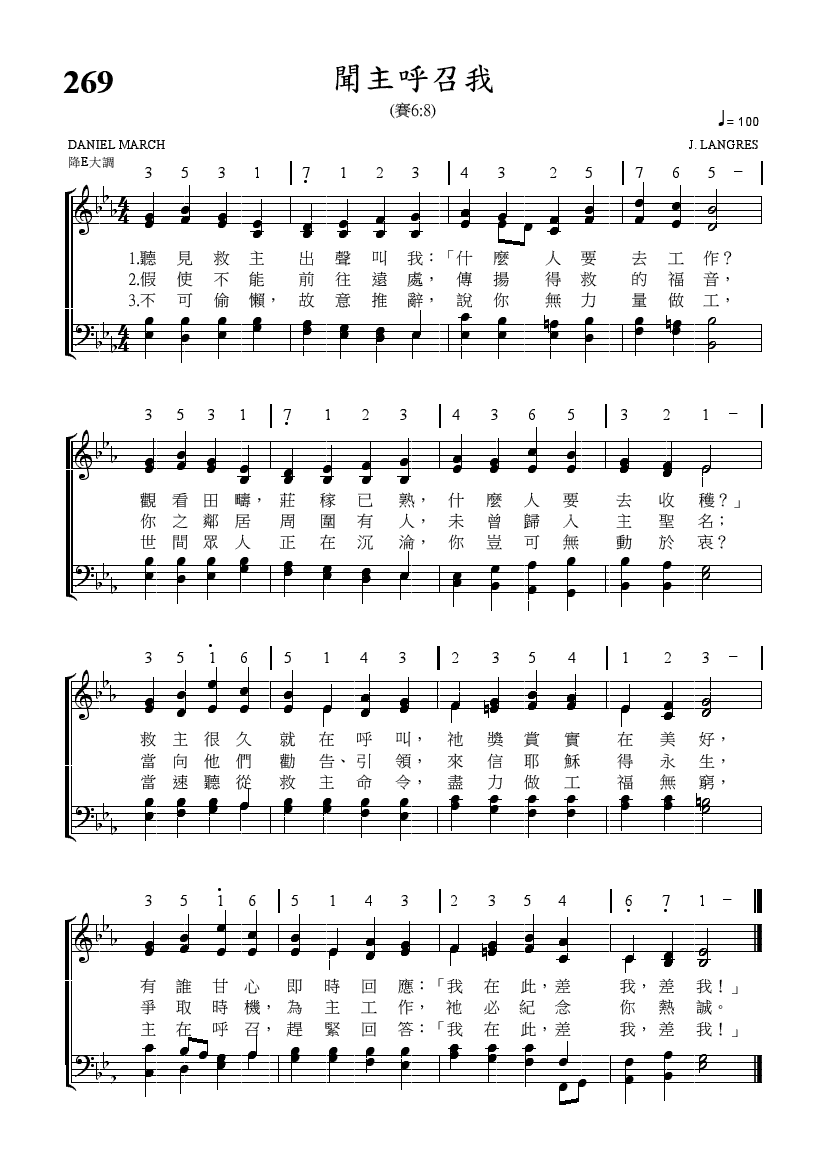 269
聞主呼召我
(賽6:8)
♩= 100
DANIEL MARCH
J. LANGRES
降E大調
3 5 3 1 | 7̣ 1 2 3 | 4 3 2 5 | 7 6 5 – |
1.聽見救主出聲叫我：「什麼人要去工作？
2.假使不能前往遠處，傳揚得救的福音，
3.不可偷懶，故意推辭，說你無力量做工，
3 5 3 1 | 7̣ 1 2 3 | 4 3 6 5 | 3 2 1 – |
觀看田疇，莊稼已熟，什麼人要去收穫？」
你之鄰居周圍有人，未曾歸入主聖名；
世間眾人正在沉淪，你豈可無動於衷？
3 5 1̇ 6 | 5 1 4 3 | 2 3 5 4 | 1 2 3 – |
救主很久就在呼叫，祂獎賞實在美好，
當向他們勸告、引領，來信耶穌得永生，
當速聽從救主命令，盡力做工福無窮，
3 5 1̇ 6 | 5 1 4 3 | 2 3 5 4 | 6̣ 7̣ 1 –
有誰甘心即時回應：「我在此，差我，差我！」
爭取時機，為主工作，祂必紀念你熱誠。
主在呼召，趕緊回答：「我在此，差我，差我！」